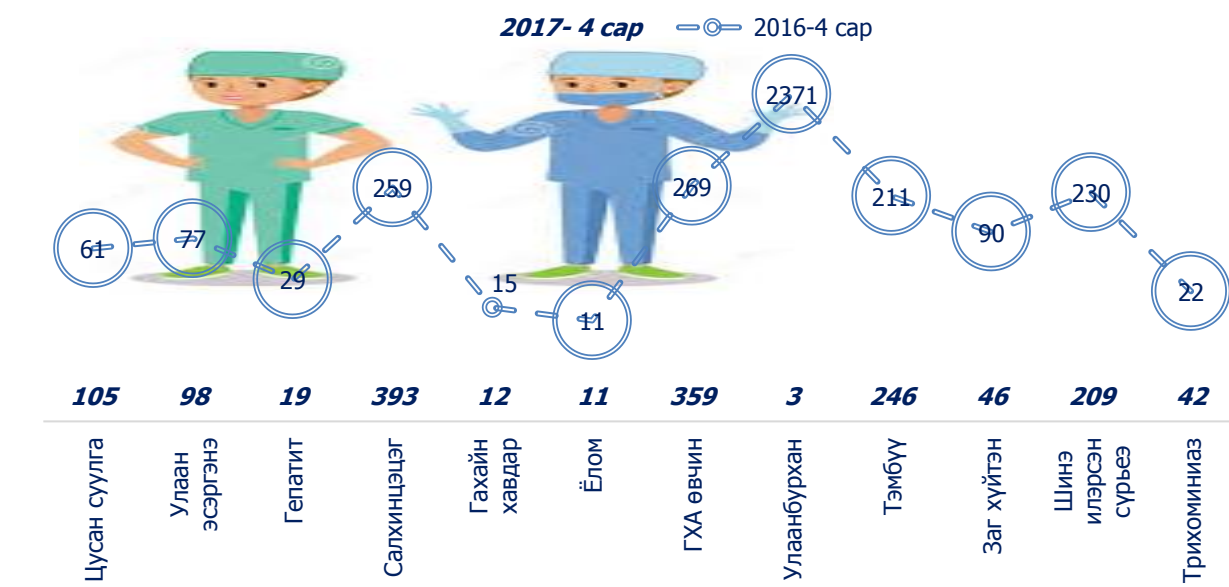 2017- 4 сар 2016-4 сар
2371
259
269
211
230
61
77
29
15
11
90
22
105 98 19 393 12 11 359 3 246 46 209 42
Цусан суулга
Улаан
эсэргэнэ
Гепатит
Салхинцэцэг
Гахайн
хавдар
Ёлом
ГХА өвчин
Улаанбурхан
Тэмбүү
Заг хүйтэн
Шинэ
илэрсэн
сүрьеэ
Трихоминиаз